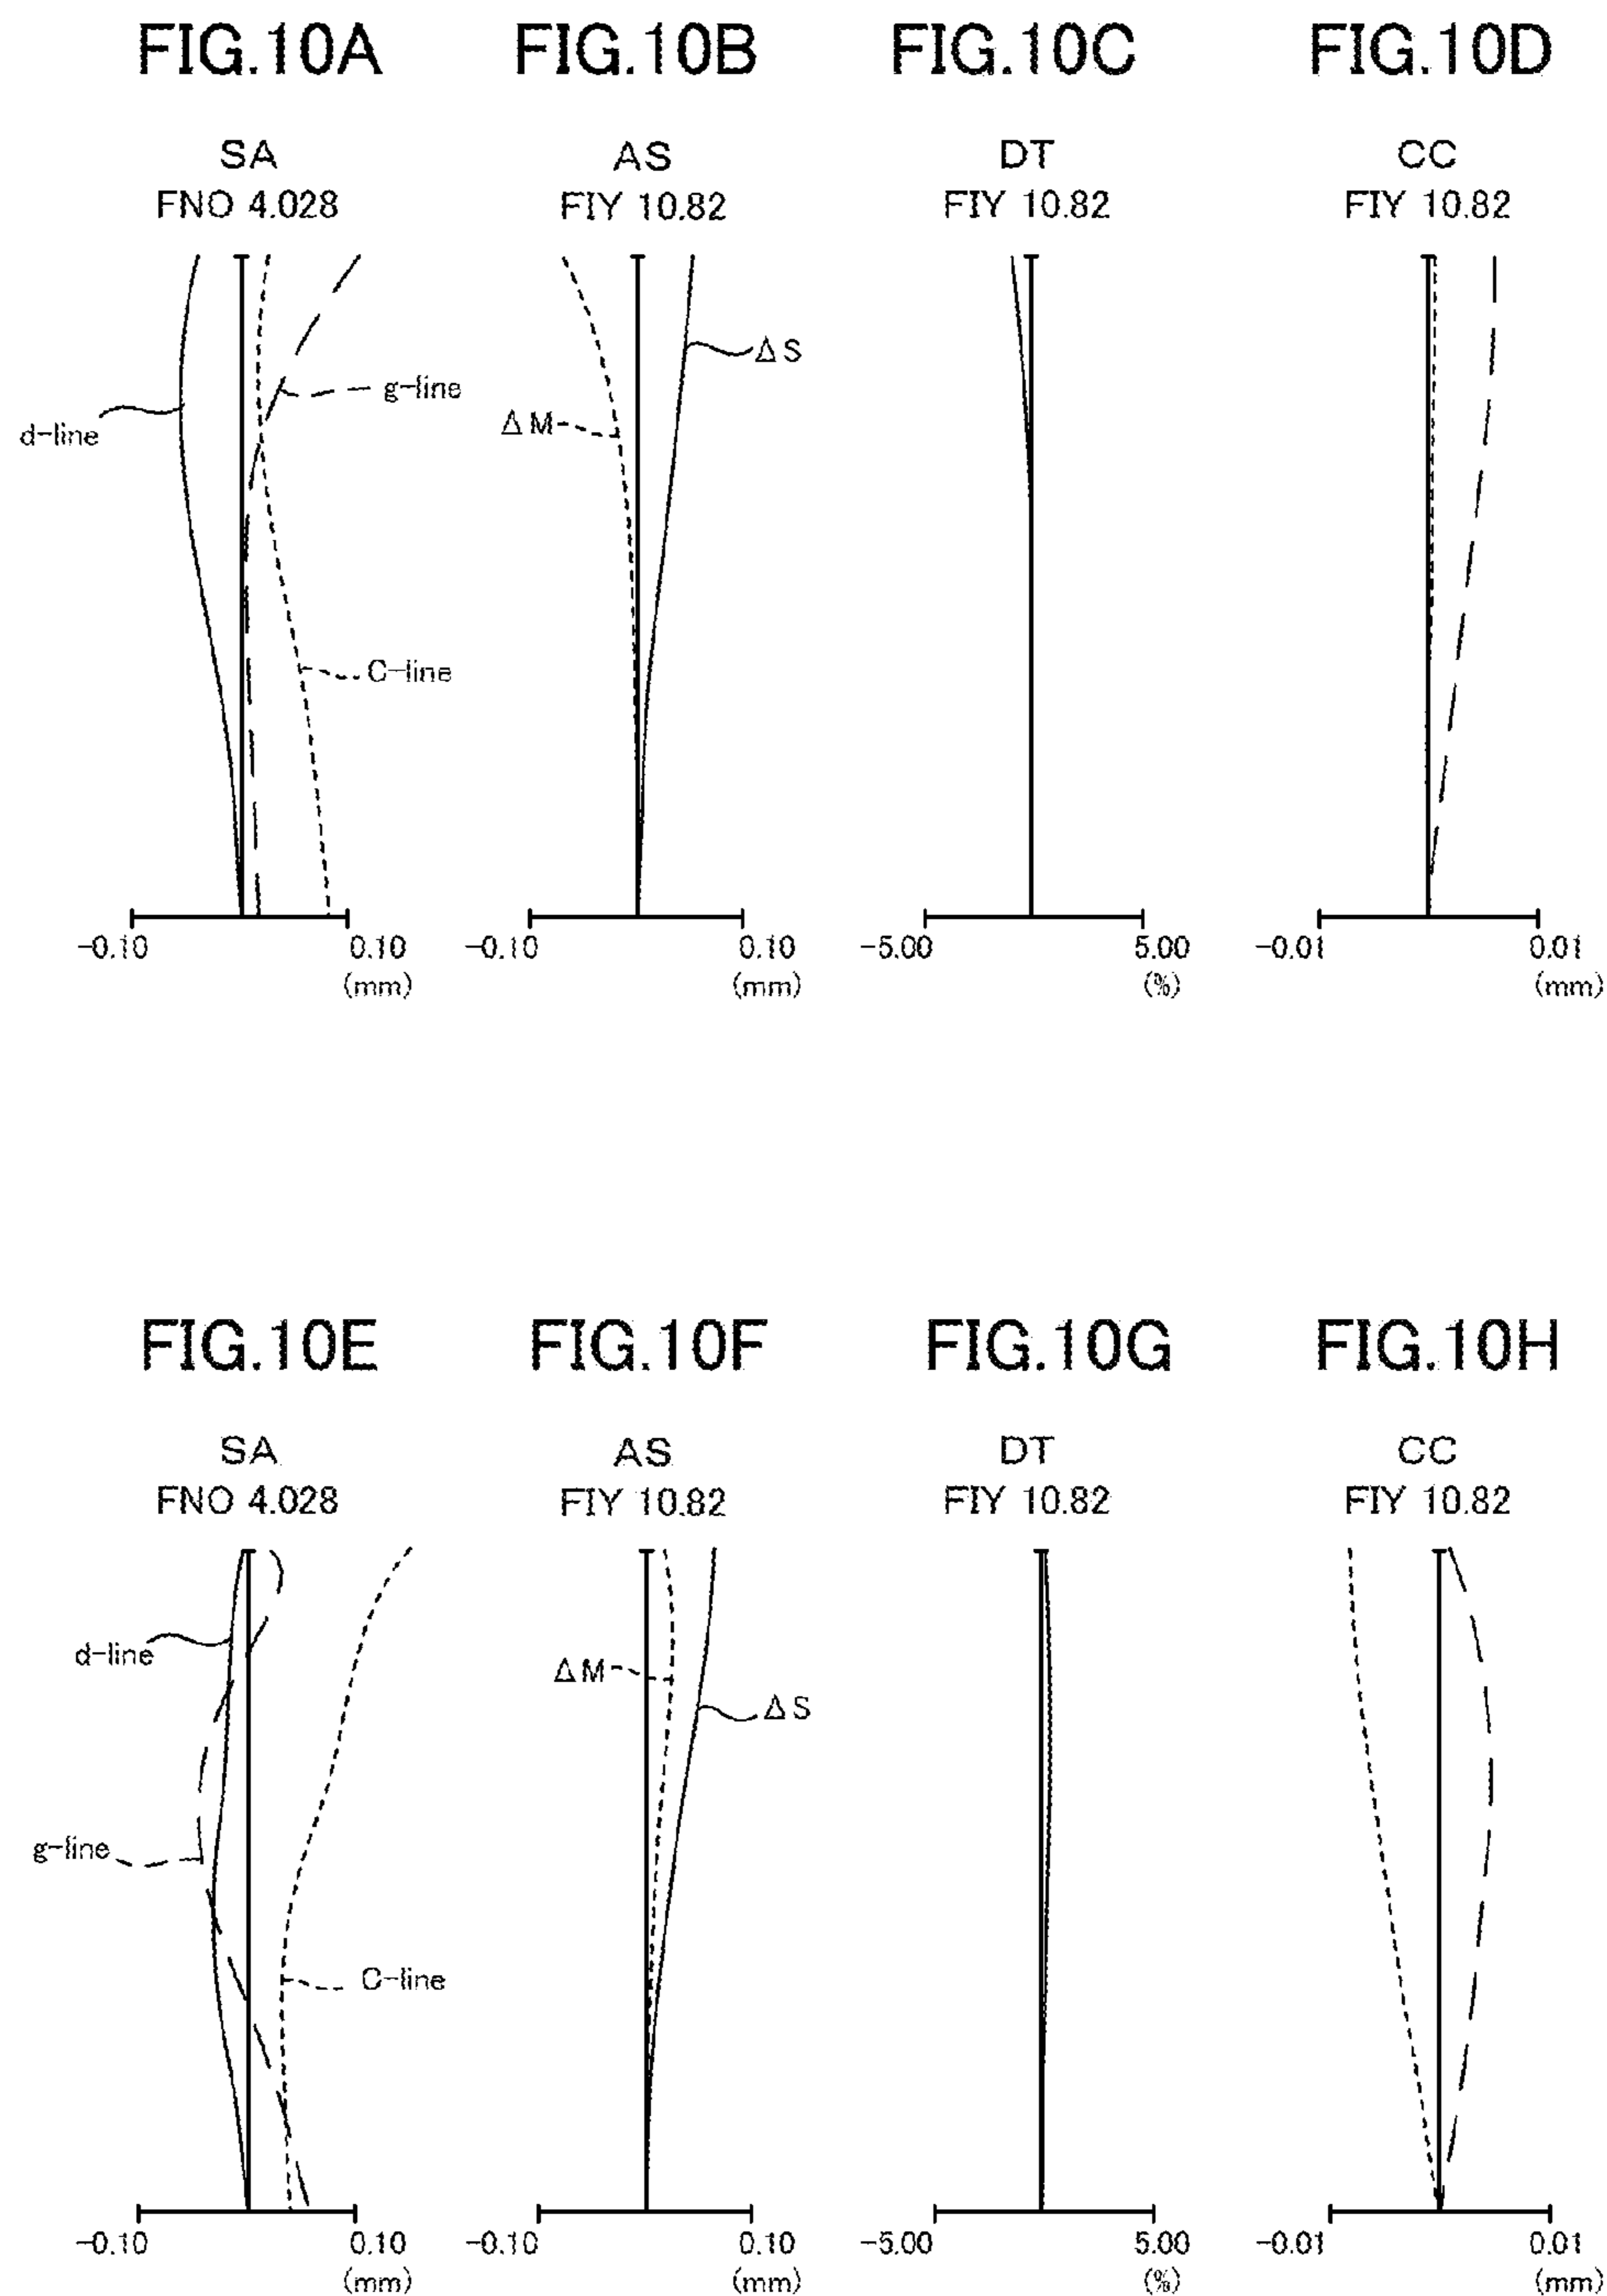 FIG.10A FIG.10B FIG.10C FIG.10D
SA AS DT CC
FNO 4.028 FIY 10.82 FIY 10.82 FIY 10.82
ΔS
g-line
ΔM
d-line
C-line
-0.10 0.10 -0.10 0.10 -5.00 5.00 -0.01 0.01
(mm) (mm) (%) (mm)
FIG.10E FIG.10F FIG.10G FIG.10H
SA AS DT CC
FNO 4.028 FIY 10.82 FIY 10.82 FIY 10.82
d-line
ΔM
ΔS
g-line
C-line
-0.10 0.10 -0.10 0.10 -5.00 5.00 -0.01 0.01
(mm) (mm) (%) (mm)